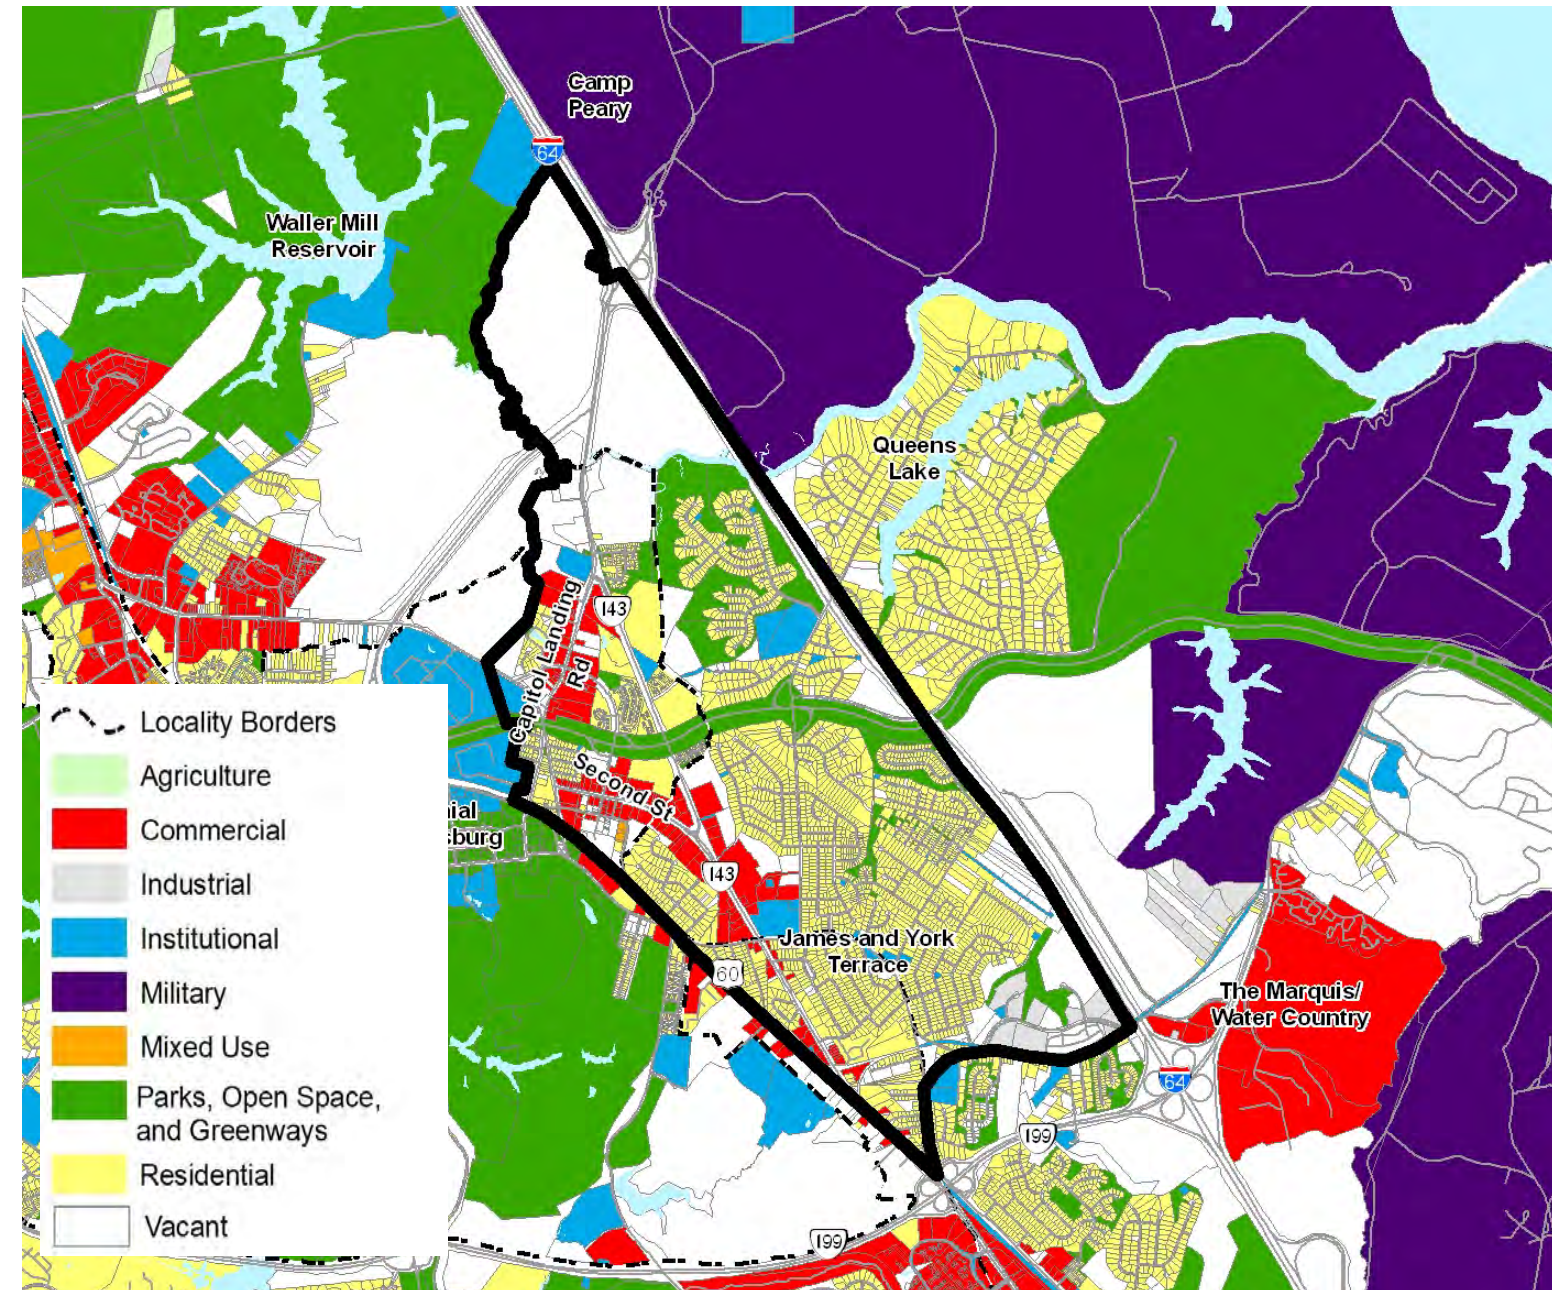 Camp
Peary
64
Waller Mill
Reservoir
Queens
Lake
143
Capitol Landing
Rd
Second St
nial
sburg
143
James and York
Terrace
60
The Marquis/
Water Country
64
199
199
Locality Borders
Agriculture
Commercial
Industrial
Institutional
Military
Mixed Use
Parks, Open Space,
and Greenways
Residential
Vacant